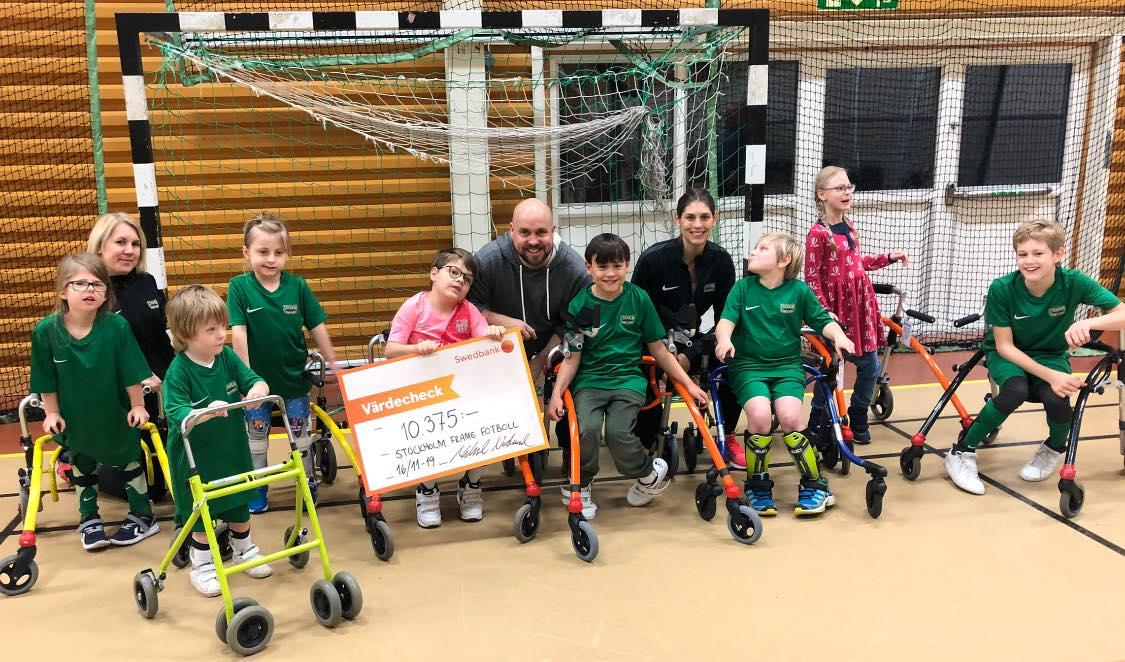 Swedbank
Värdecheck
- 10.375:-
- STOCKHOLM FRAME FOTBOLL
- 16/11-19 -